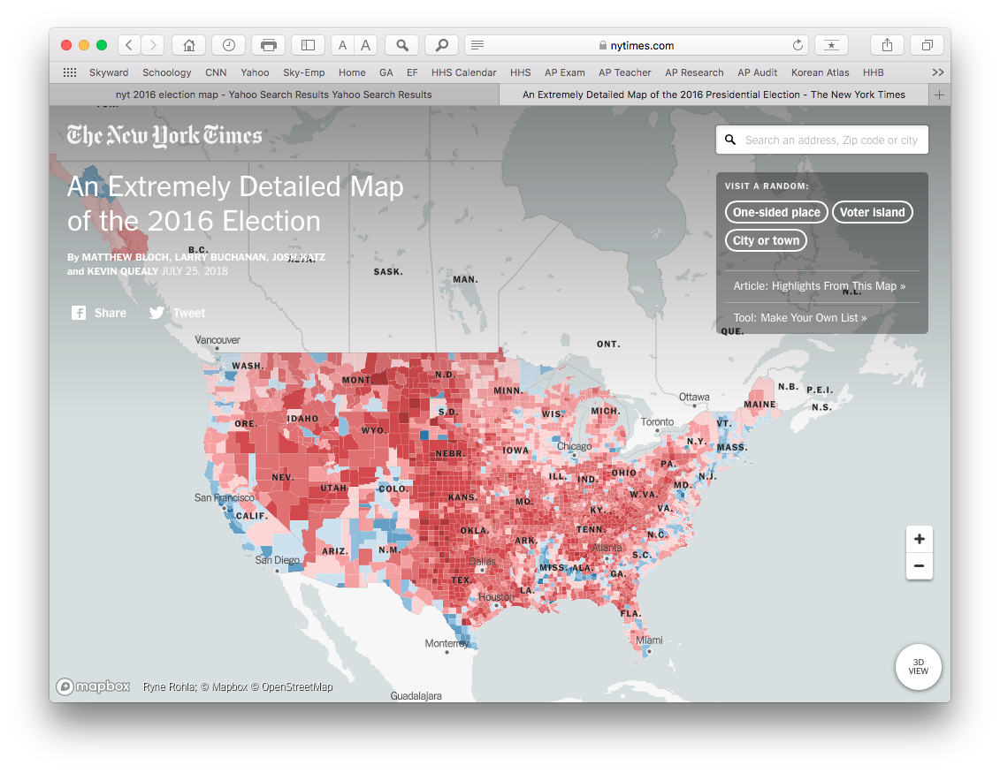 A A
nytimes.com
Skyward Schoology CNN Yahoo Sky-Emp Home GA EF HHS Calendar HHS AP Exam AP Teacher AP Research AP Audit Korean Atlas HHB
nyt 2016 election map - Yahoo Search Results Yahoo Search Results
An Extremely Detailed Map of the 2016 Presidential Election - The New York Times
The New York Times
Search an address, Zip code or city
An Extremely Detailed Map
of the 2016 Election
By MATTHEW BLOCH, LARRY BUCHANAN, JOSH KATZ
and KEVIN QUEALY JULY 25, 2018
Share Tweet
VISIT A RANDOM:
One-sided place Voter island
City or town
Article: Highlights From This Map »
Tool: Make Your Own List »
B.C.
ALTA.
SASK.
MAN.
N.L.
QUE.
ONT.
Vancouver
WASH.
MONT.
N.D.
MINN.
Ottawa
N.B. P.E.I.
N.S.
MAINE
ORE.
IDAHO
WYO.
S.D.
WIS.
MICH.
Toronto
VT.
N.Y.
MASS.
NEBR.
IOWA
Chicago
NEV.
UTAH
COLO.
ILL. IND. OHIO
PA.
N.J.
MD.
San Francisco
CALIF.
KANS.
MO.
W.VA.
KY.
VA.
OKLA.
TENN.
N.C.
ARK.
San Diego
ARIZ.
N.M.
Dallas
MISS. ALA.
Atlanta
S.C.
GA.
TEX.
LA.
Houston
FLA.
Miami
Monterrey
Guadalajara
+
−
3D
VIEW
mapbox Ryne Rohla; © Mapbox © OpenStreetMap